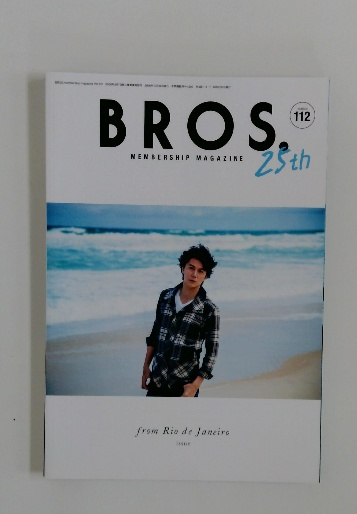 BROS.
112
MEMBERSHIP MAGAZINE
25th
from Rio de Janeiro